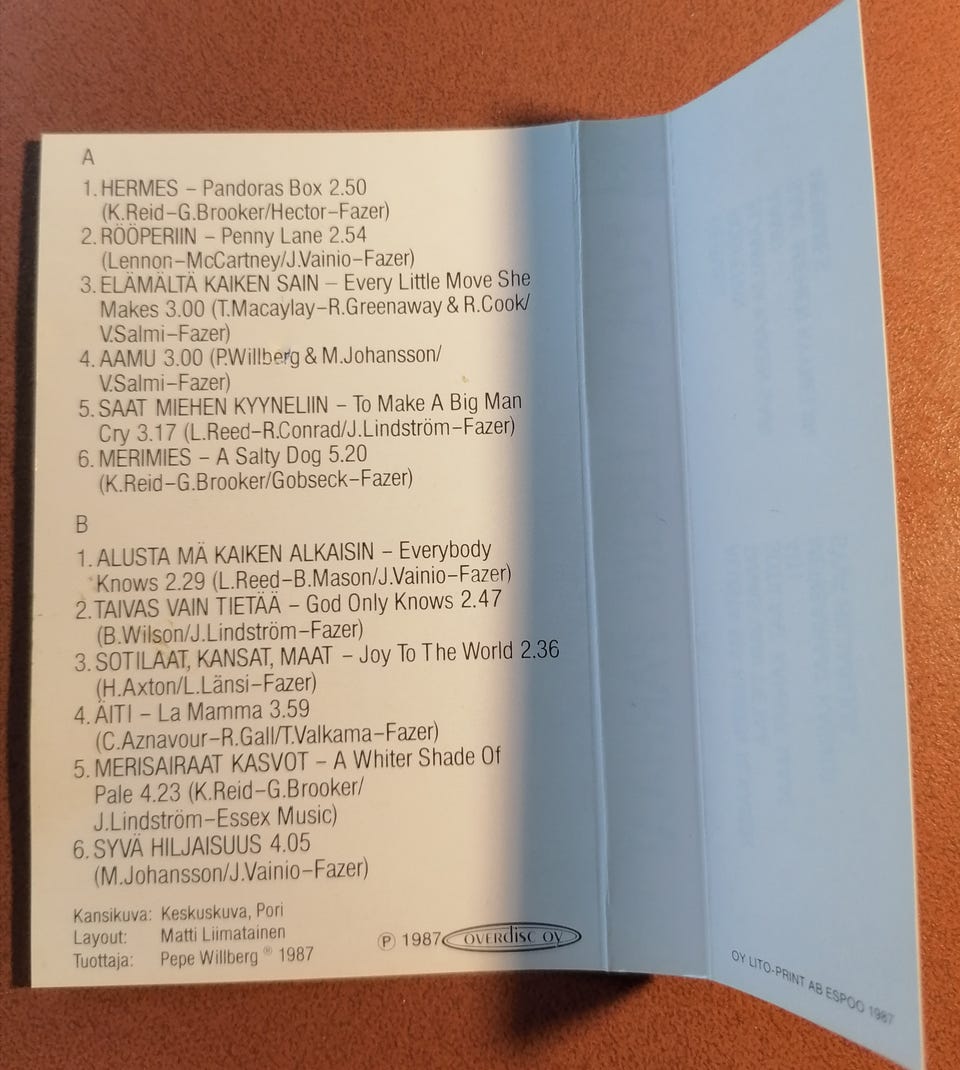 A
1. HERMES – Pandoras Box 2.50
(K.Reid–G.Brooker/Hector–Fazer)
2. RÖÖPERIIN – Penny Lane 2.54
(Lennon–McCartney/J.Vainio–Fazer)
3. ELÄMÄLTÄ KAIKEN SAIN – Every Little Move She
Makes 3.00 (T.Macaylay–R.Greenaway & R.Cook/
V.Salmi–Fazer)
4. AAMU 3.00 (P.Willberg & M.Johansson/
V.Salmi–Fazer)
5. SAAT MIEHEN KYYNELIIN – To Make A Big Man
Cry 3.17 (L.Reed–R.Conrad/J.Lindström–Fazer)
6. MERIMIES – A Salty Dog 5.20
(K.Reid–G.Brooker/Gobseck–Fazer)
B
1. ALUSTA MÄ KAIKEN ALKAISIN – Everybody
Knows 2.29 (L.Reed–B.Mason/J.Vainio–Fazer)
2. TAIVAS VAIN TIETÄÄ – God Only Knows 2.47
(B.Wilson/J.Lindström–Fazer)
3. SOTILAAT, KANSAT, MAAT – Joy To The World 2.36
(H.Axton/L.Länsi–Fazer)
4. ÄITI – La Mamma 3.59
(C.Aznavour–R.Gall/T.Valkama–Fazer)
5. MERISAIRAAT KASVOT – A Whiter Shade Of
Pale 4.23 (K.Reid–G.Brooker/
J.Lindström–Essex Music)
6. SYVÄ HILJAISUUS 4.05
(M.Johansson/J.Vainio–Fazer)
Kansikuva: Keskuskuva, Pori
Layout: Matti Liimatainen
Tuottaja: Pepe Willberg ® 1987
℗ 1987 OVERDISC OY
OY LITO-PRINT AB ESPOO 1987